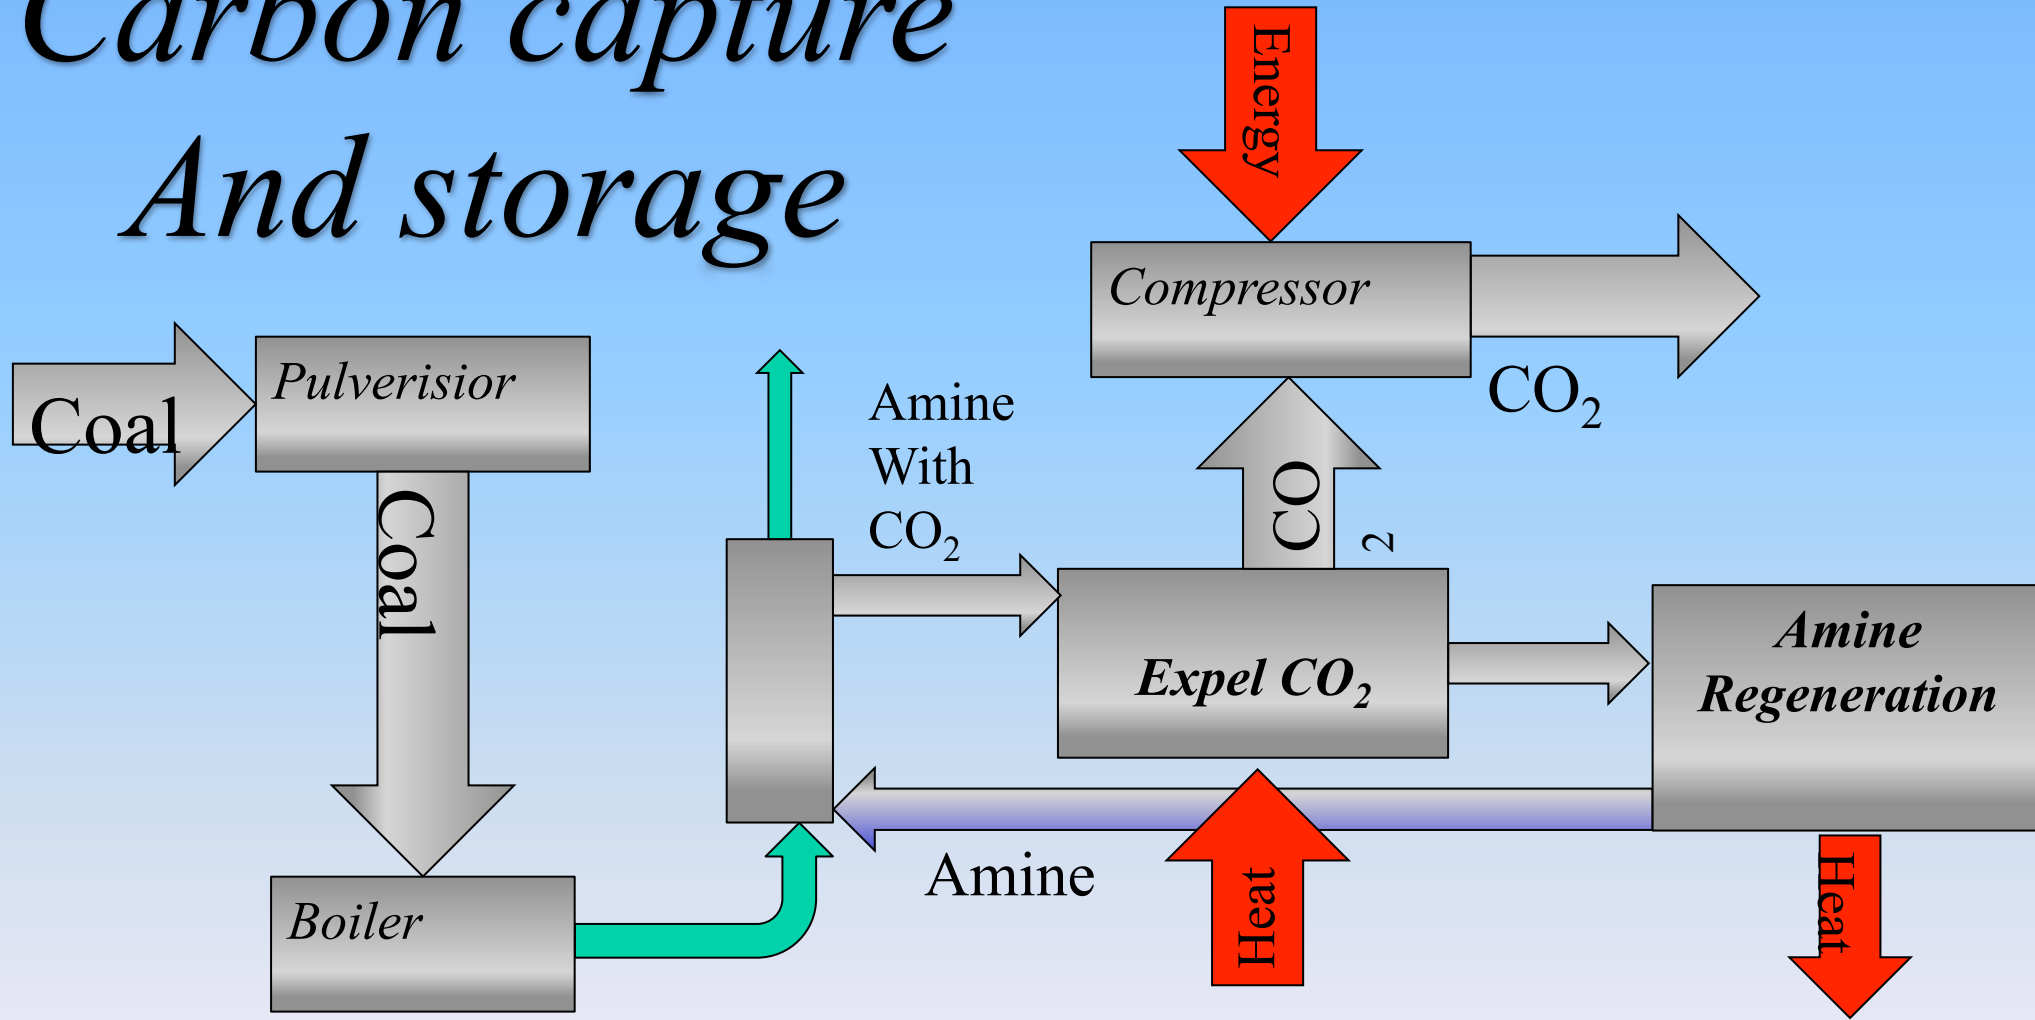 Carbon capture
And storage
Energy
Compressor
CO₂
Coal
Pulverisior
Coal
Amine
With
CO₂
CO₂
Expel CO₂
Amine
Regeneration
Amine
Heat
Heat
Boiler